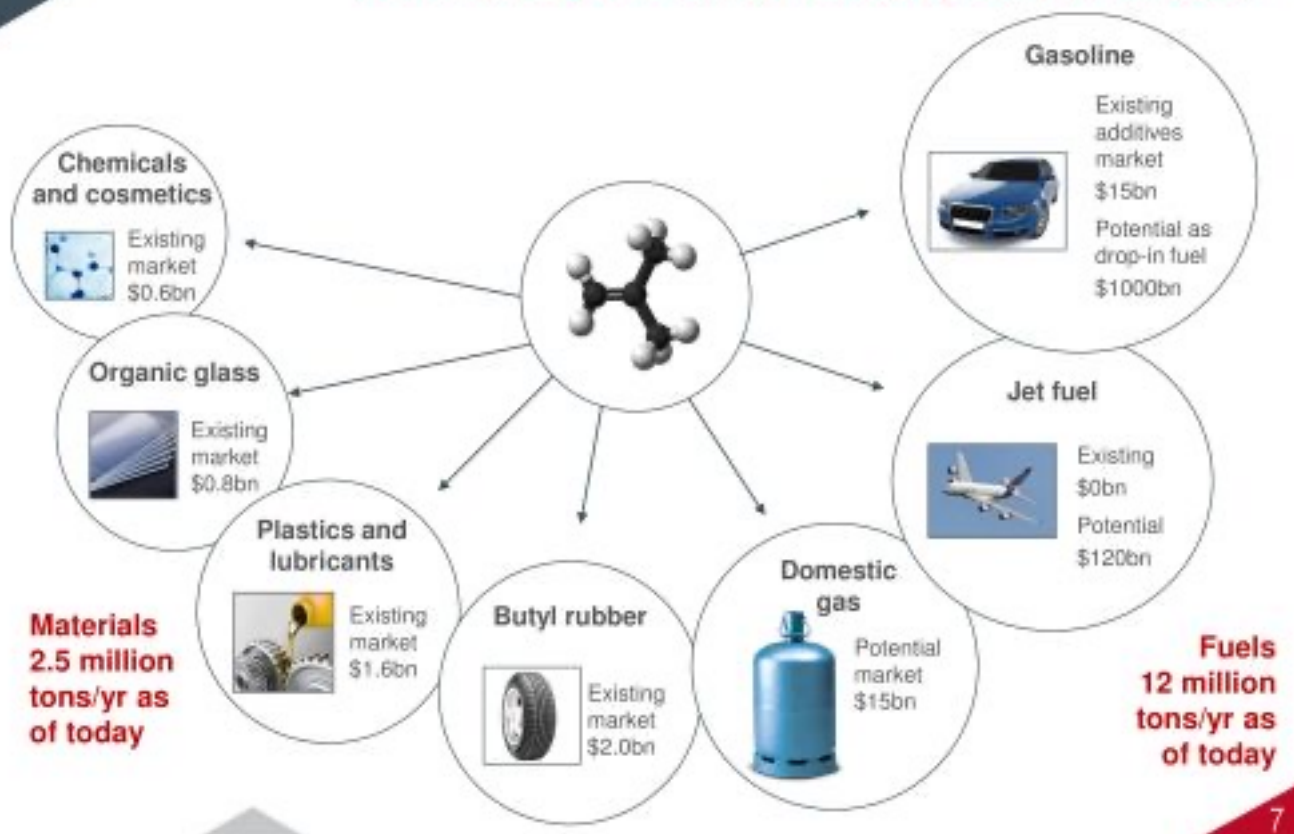 Gasoline
Existing
additives
market
$15bn
Potential as
drop-in fuel
$1000bn
Chemicals
and cosmetics
Existing
market
$0.6bn
Organic glass
Existing
market
$0.8bn
Jet fuel
Existing
$0bn
Potential
$120bn
Plastics and
lubricants
Existing
market
$1.6bn
Butyl rubber
Existing
market
$2.0bn
Domestic
gas
Potential
market
$15bn
Materials
2.5 million
tons/yr as
of today
Fuels
12 million
tons/yr as
of today
7